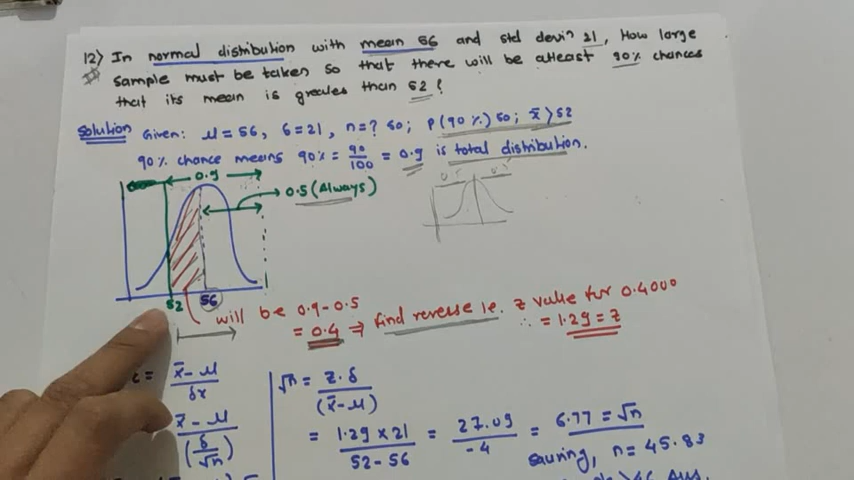 12) In normal distribution with mean 56 and std devi? 21, How large
Sample must be taken so that there will be atleast 90% chances
that its mean is greater than 52 ?
Solution Given: μ = 56, σ = 21, n = ? so; P(90%) so; x̄ > 52
90% chance means 90% = 90/100 = 0.9 is total distribution.
0.9
0.5 (Always)
52 56
will be 0.9 - 0.5
= 0.4 ⇒ find reverse i.e. Z value for 0.4000
∴ = 1.29 = Z
= x̄ - μ / δx
x̄ - μ / (δ/√n)
√n = Z.δ / (x̄ - μ)
= 1.29 × 21 / 52 - 56 = 27.09 / -4 = 6.77 = √n
n = 45.83
Ans.